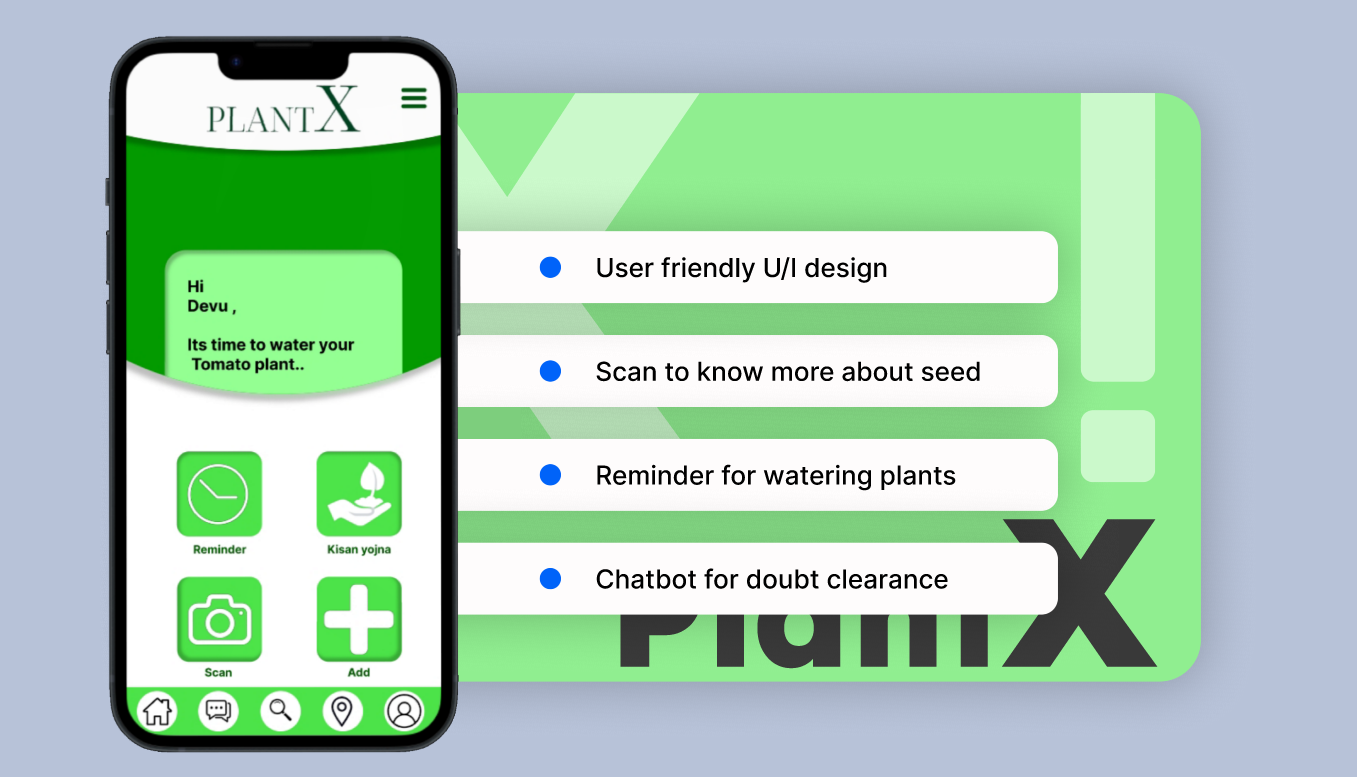 PLANTX
Hi
Devu ,
Its time to water your
Tomato plant..
Reminder
Kisan yojna
Scan
Add
User friendly U/I design
Scan to know more about seed
Reminder for watering plants
Chatbot for doubt clearance
PlantX